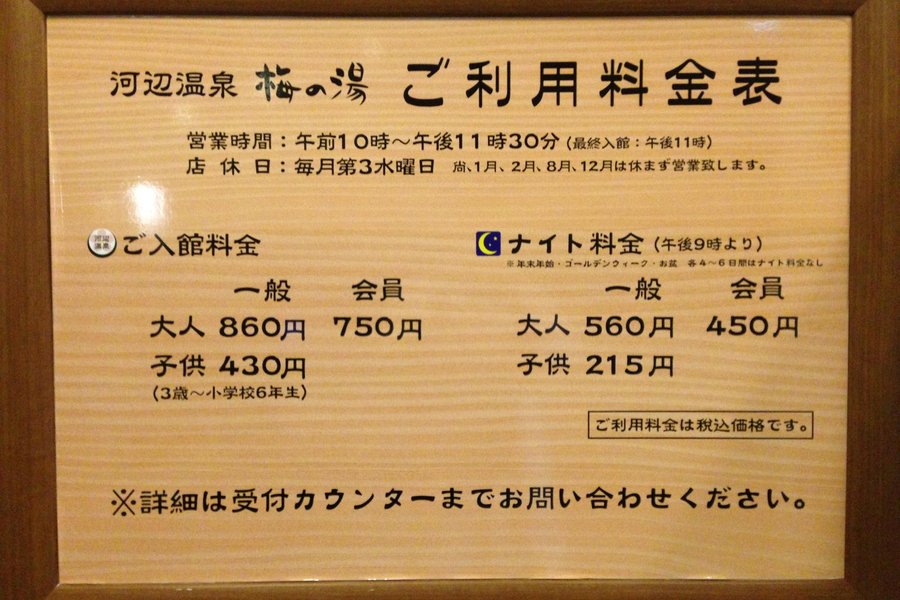 河辺温泉 梅の湯 ご利用料金表
営業時間：午前10時～午後11時30分（最終入館：午後11時）
店休日：毎月第3水曜日 尚、1月、2月、8月、12月は休まず営業致します。
河辺温泉 ご入館料金
一般 会員
大人 860円 750円
子供 430円
（3歳～小学校6年生）
ナイト料金（午後9時より）
※年末年始・ゴールデンウィーク・お盆 各4～6日間はナイト料金なし
一般 会員
大人 560円 450円
子供 215円
ご利用料金は税込価格です。
※詳細は受付カウンターまでお問い合わせください。